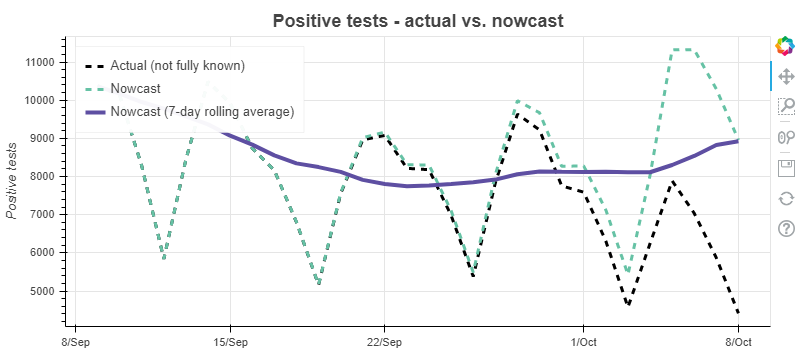 Positive tests - actual vs. nowcast
Positive tests
11000
10000
9000
8000
7000
6000
5000
Actual (not fully known)
Nowcast
Nowcast (7-day rolling average)
8/Sep
15/Sep
22/Sep
1/Oct
8/Oct